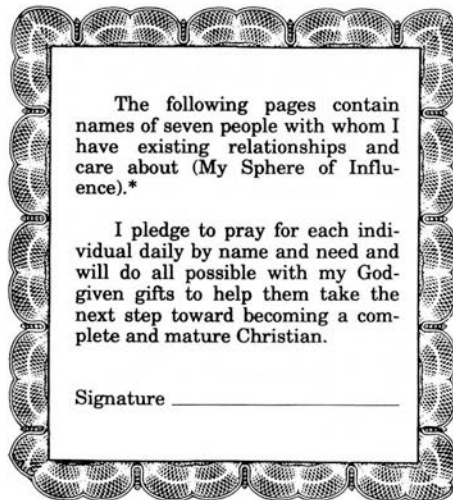 The following pages contain
names of seven people with whom I
have existing relationships and
care about (My Sphere of Influ-
ence).*
I pledge to pray for each indi-
vidual daily by name and need and
will do all possible with my God-
given gifts to help them take the
next step toward becoming a com-
plete and mature Christian.
Signature